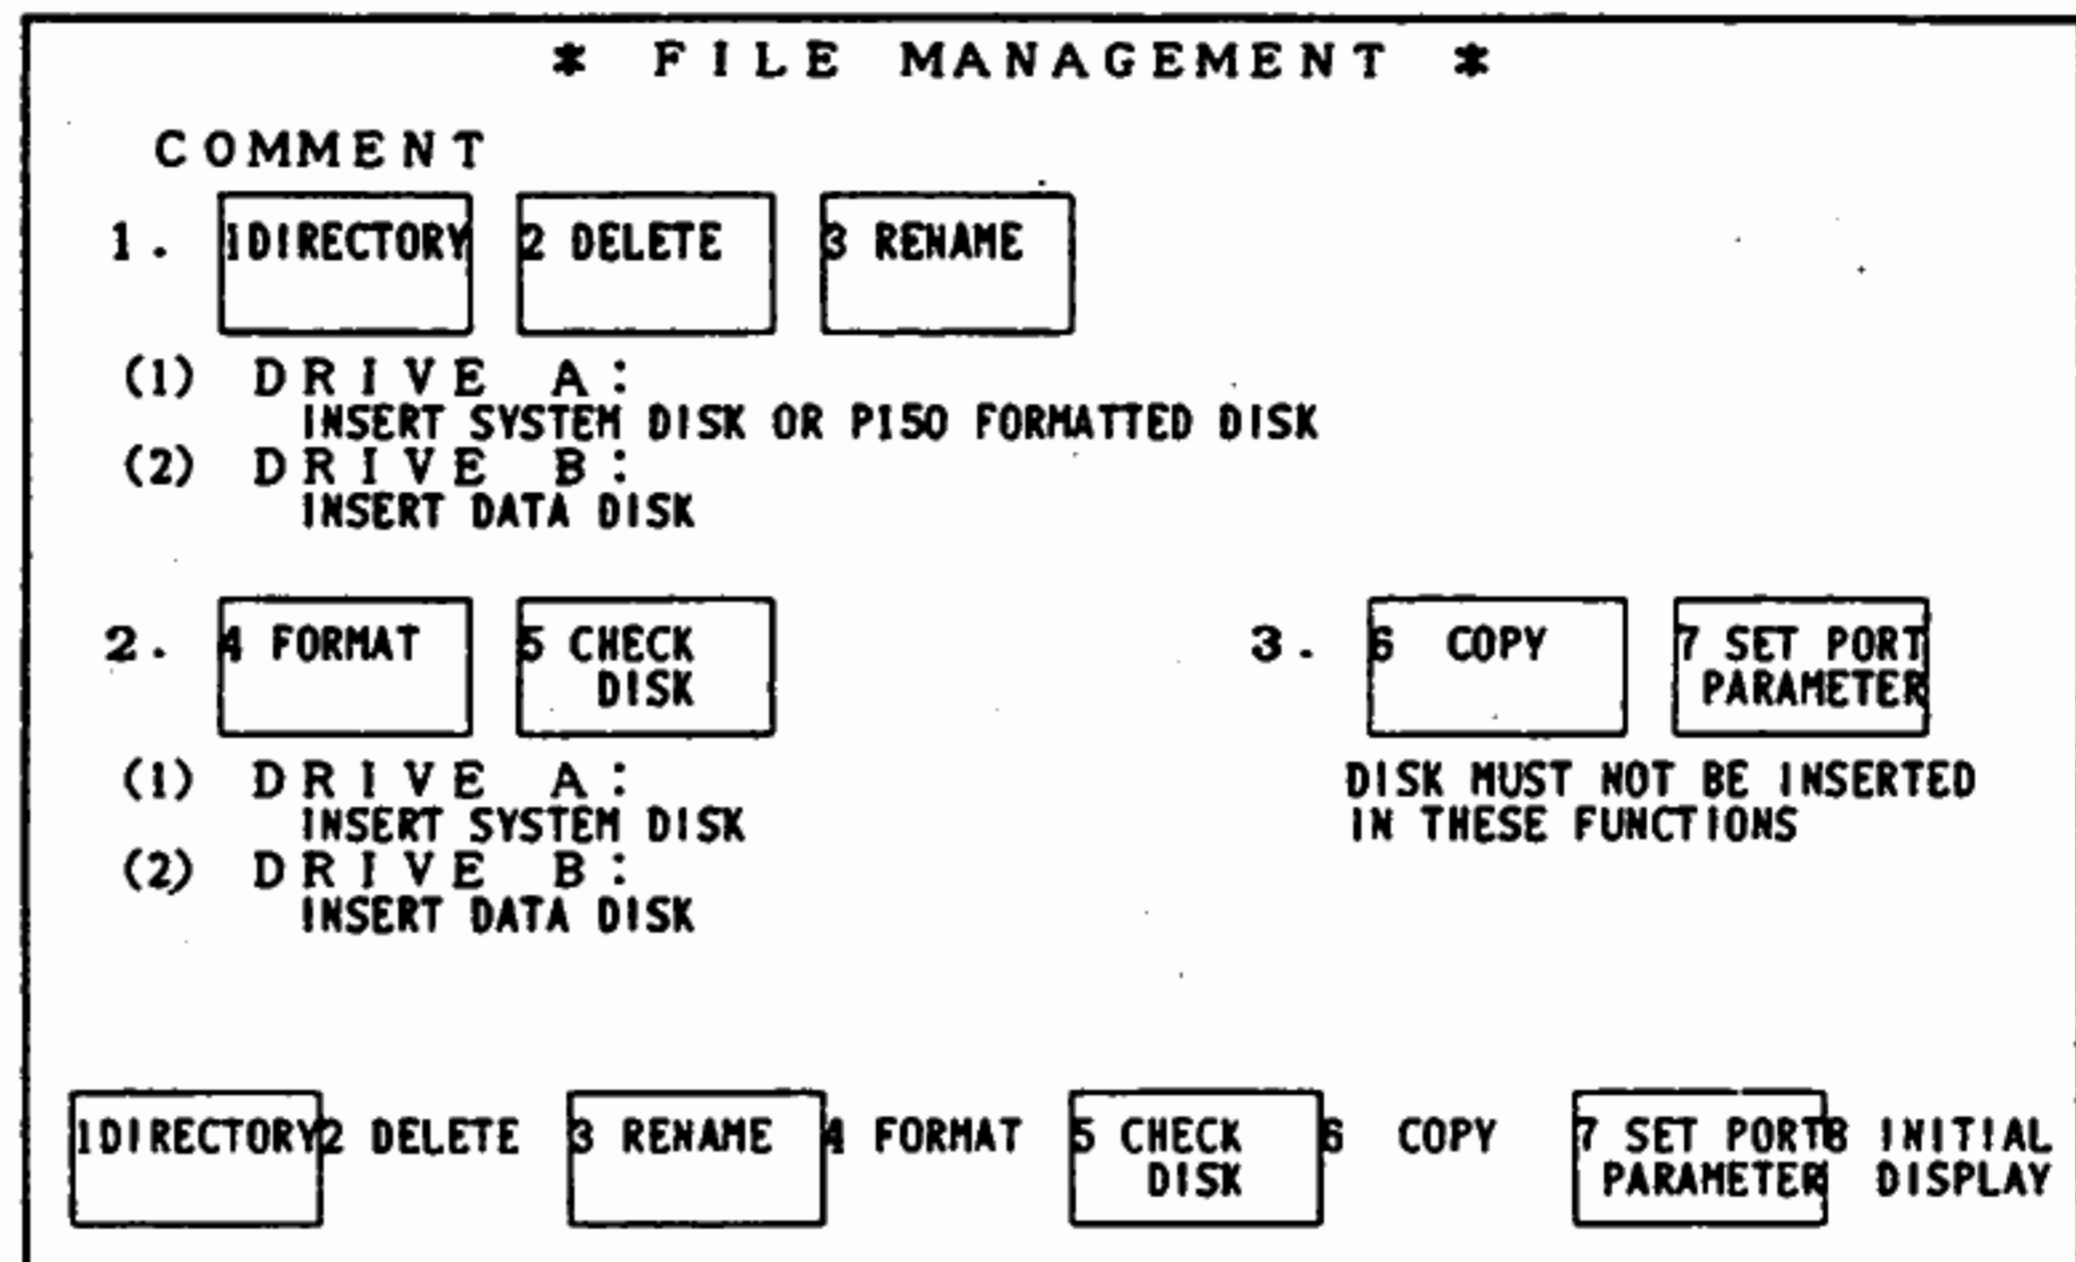 * FILE MANAGEMENT *
COMMENT
1. 1DIRECTORY 2 DELETE 3 RENAME
(1) DRIVE A:
INSERT SYSTEM DISK OR P150 FORMATTED DISK
(2) DRIVE B:
INSERT DATA DISK
2. 4 FORMAT 5 CHECK
DISK
3. 6 COPY 7 SET PORT
PARAMETER
(1) DRIVE A:
INSERT SYSTEM DISK
(2) DRIVE B:
INSERT DATA DISK
DISK MUST NOT BE INSERTED
IN THESE FUNCTIONS
1DIRECTORY 2 DELETE 3 RENAME 4 FORMAT 5 CHECK 6 COPY 7 SET PORT 8 INITIAL
DISK PARAMETER DISPLAY